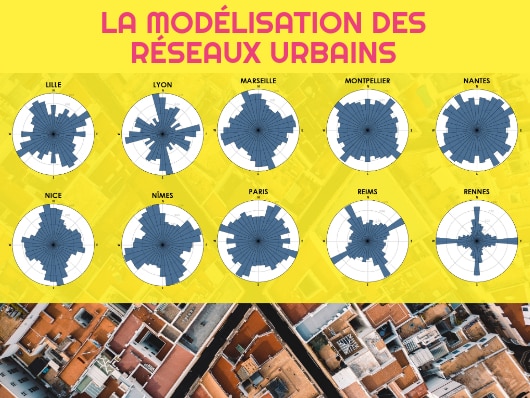 LA MODÉLISATION DES
RÉSEAUX URBAINS
LILLE LYON MARSEILLE MONTPELLIER NANTES
NICE NÎMES PARIS REIMS RENNES